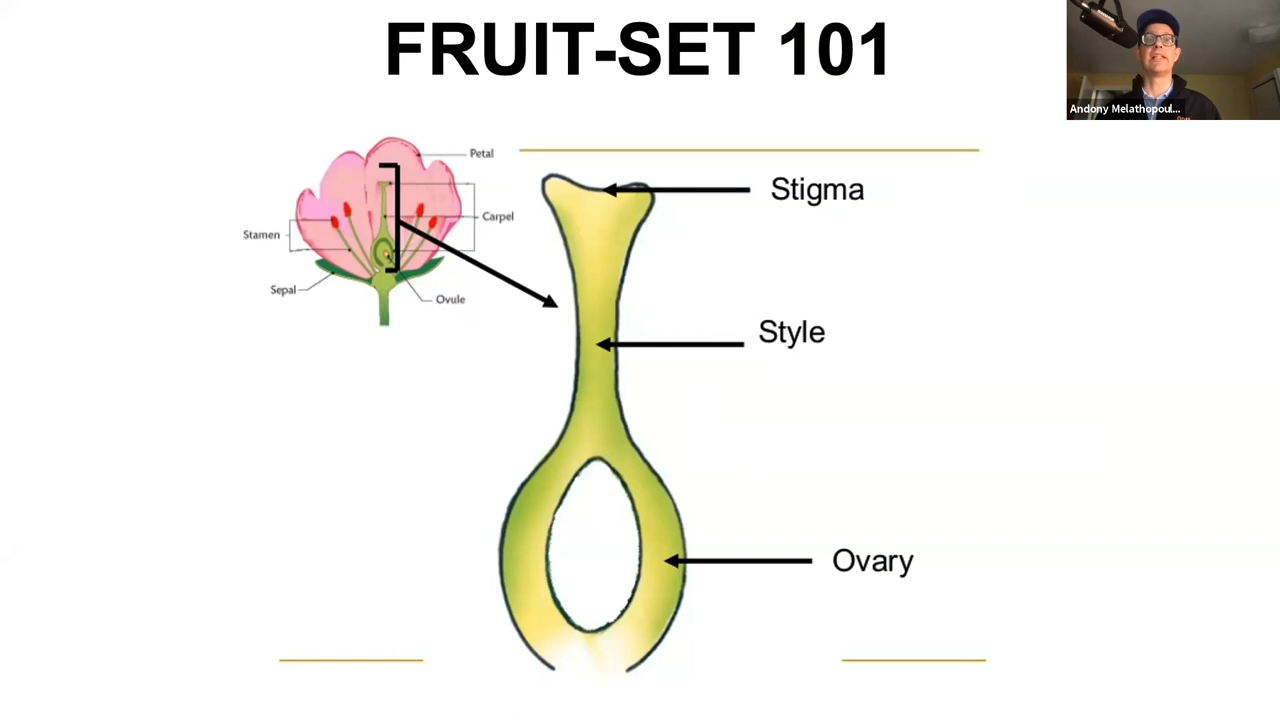 FRUIT-SET 101
Andony Melathopoul...
Petal
Stigma
Carpel
Stamen
Sepal
Ovule
Style
Ovary